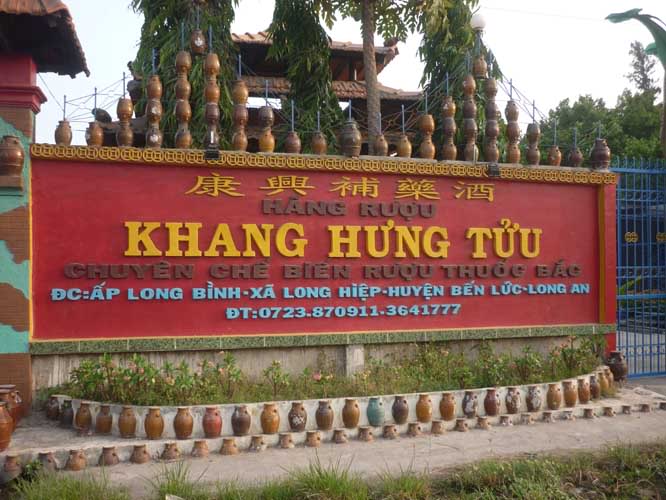 康興補藥酒
HÃNG RƯỢU
KHANG HƯNG TỬU
CHUYÊN CHẾ BIẾN RƯỢU THUỐC BẮC
ĐC:ẤP LONG BÌNH-XÃ LONG HIỆP-HUYỆN BẾN LỨC-LONG AN
ĐT:0723.870911-3641777